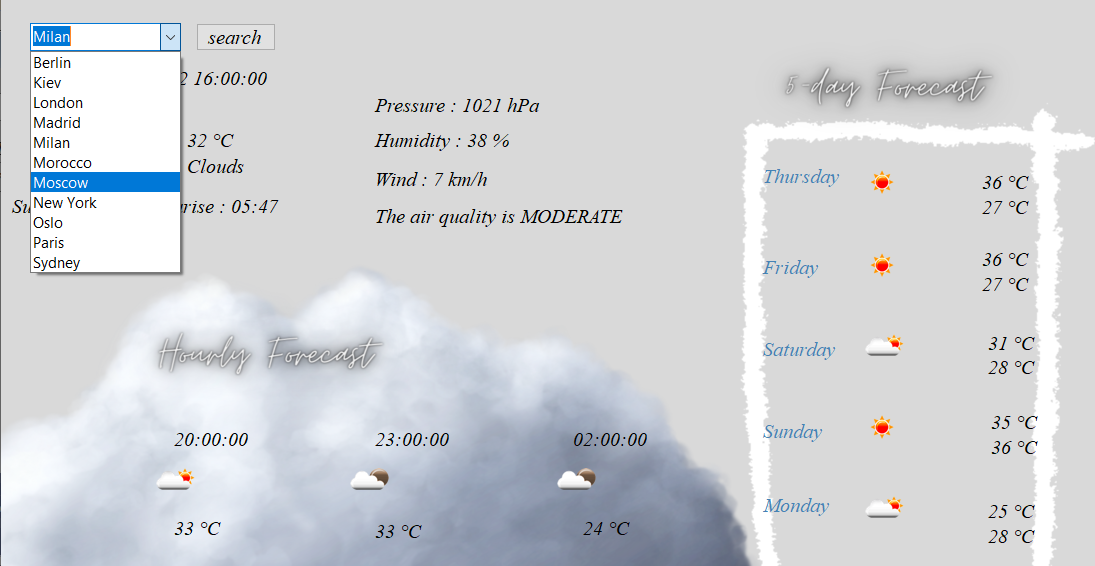 Milan
search
Berlin
Kiev
London
Madrid
Milan
Morocco
Moscow
New York
Oslo
Paris
Sydney
2 16:00:00
32 °C
Clouds
Su
rise : 05:47
Pressure : 1021 hPa
Humidity : 38 %
Wind : 7 km/h
The air quality is MODERATE
5-day Forecast
Thursday
36 °C
27 °C
Friday
36 °C
27 °C
Saturday
31 °C
28 °C
Sunday
35 °C
36 °C
Monday
25 °C
28 °C
Hourly Forecast
20:00:00 23:00:00 02:00:00
33 °C 33 °C 24 °C